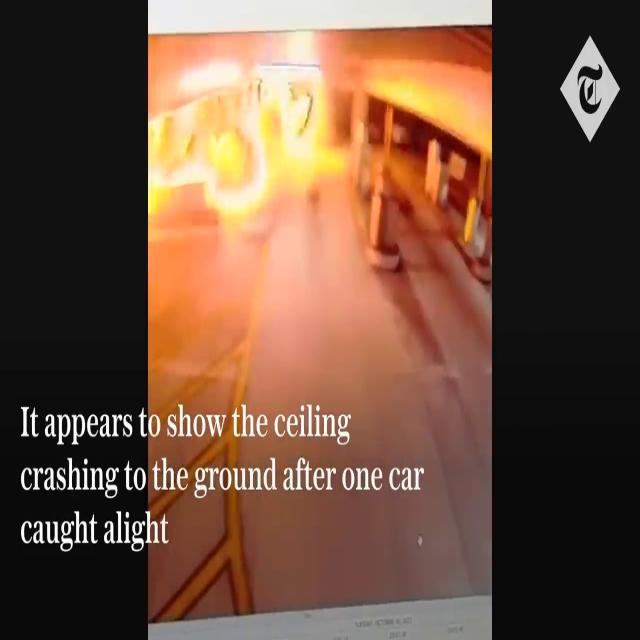 T
It appears to show the ceiling
crashing to the ground after one car
caught alight